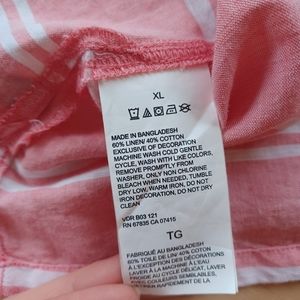 XL
MADE IN BANGLADESH
60% LINEN/ 40% COTTON
EXCLUSIVE OF DECORATION
MACHINE WASH COLD GENTLE
CYCLE, WASH WITH LIKE COLORS,
REMOVE PROMPTLY FROM
WASHER, ONLY NON CHLORINE
BLEACH WHEN NEEDED, TUMBLE
DRY LOW, WARM IRON, DO NOT
IRON DECORATION, DO NOT DRY
CLEAN
VDR B03 121
RN 67835 CA 07415
TG
FABRIQUÉ AU BANGLADESH
60% TOILE DE LIN/ 40% COTON
À L'EXCEPTION DES DÉCORATIONS
LAVER À LA MACHINE À L'EAU
FROIDE AU CYCLE DÉLICAT, LAVER
AVEC COULEURS SEMBLABLES,
RAPIDEMENT DE LA